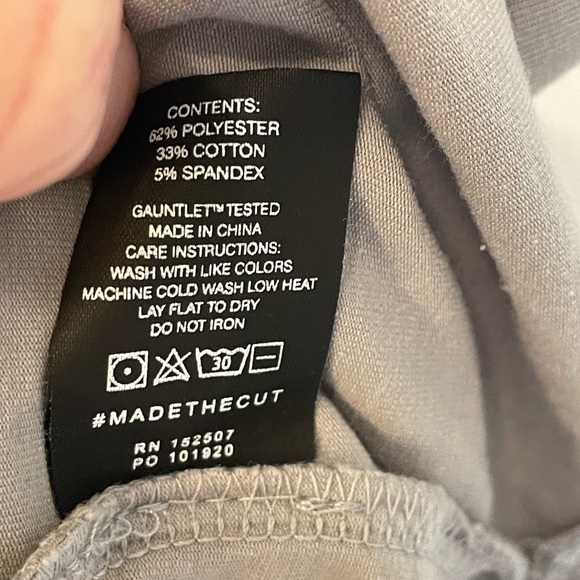 CONTENTS:
62% POLYESTER
33% COTTON
5% SPANDEX
GAUNTLET™ TESTED
MADE IN CHINA
CARE INSTRUCTIONS:
WASH WITH LIKE COLORS
MACHINE COLD WASH LOW HEAT
LAY FLAT TO DRY
DO NOT IRON
30
#MADETHECUT
RN 152507
PO 101920